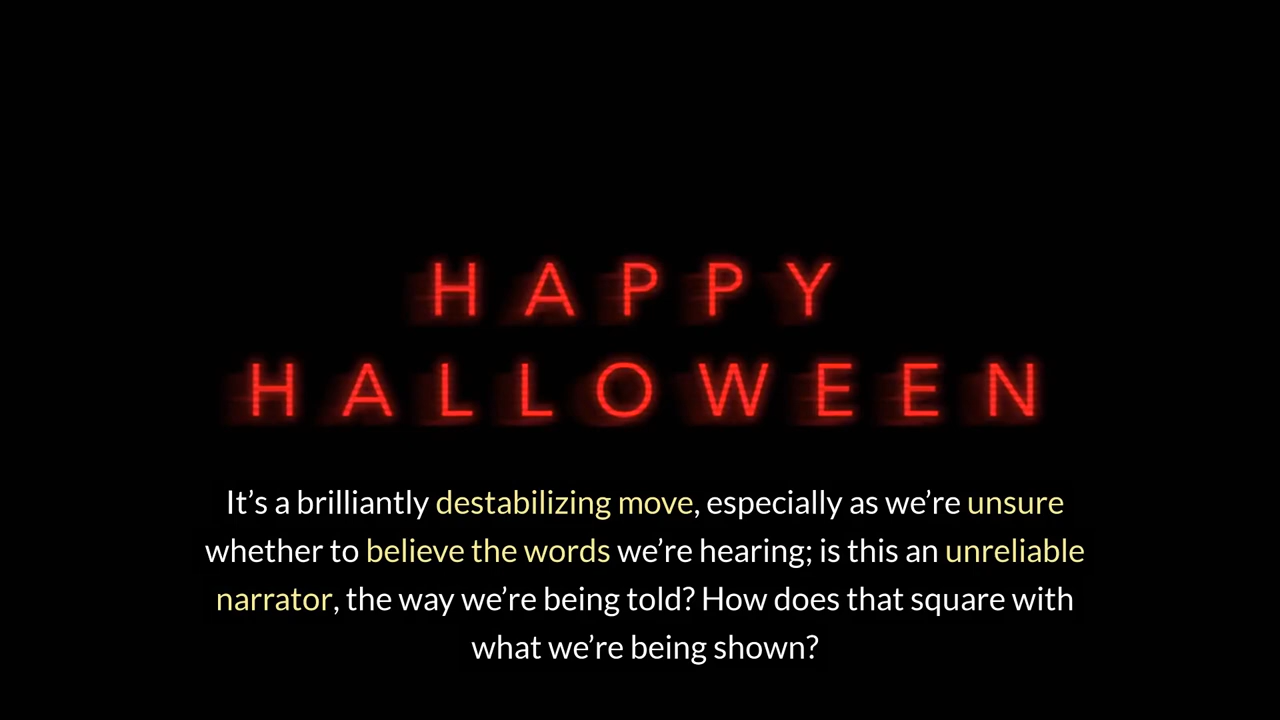 HAPPY
HALLOWEEN
It’s a brilliantly destabilizing move, especially as we’re unsure
whether to believe the words we’re hearing; is this an unreliable
narrator, the way we’re being told? How does that square with
what we’re being shown?